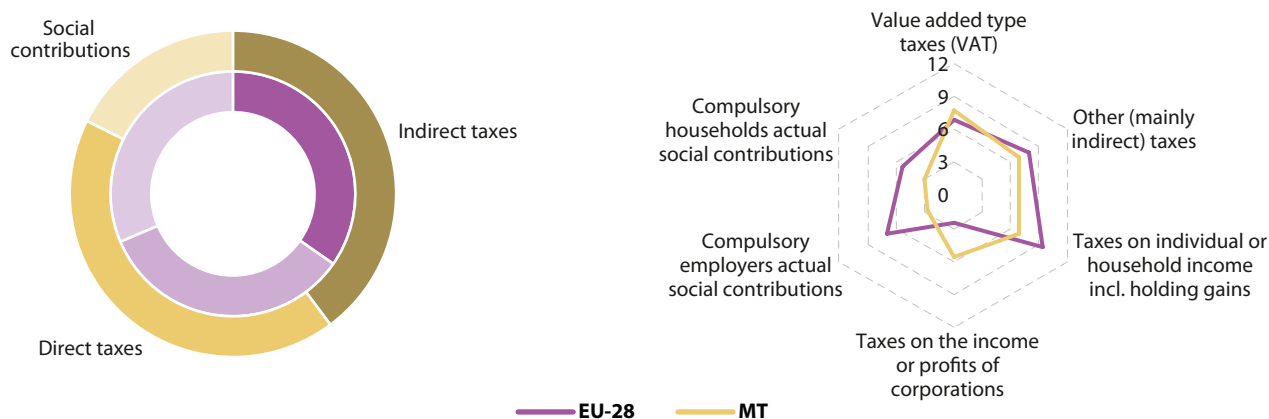 Social
contributions
Indirect taxes
Direct taxes
Value added type
taxes (VAT)
12
9
6
3
0
Other (mainly
indirect) taxes
Taxes on individual or
household income
incl. holding gains
Taxes on the income
or profits of
corporations
Compulsory
employers actual
social contributions
Compulsory
households actual
social contributions
EU-28
MT